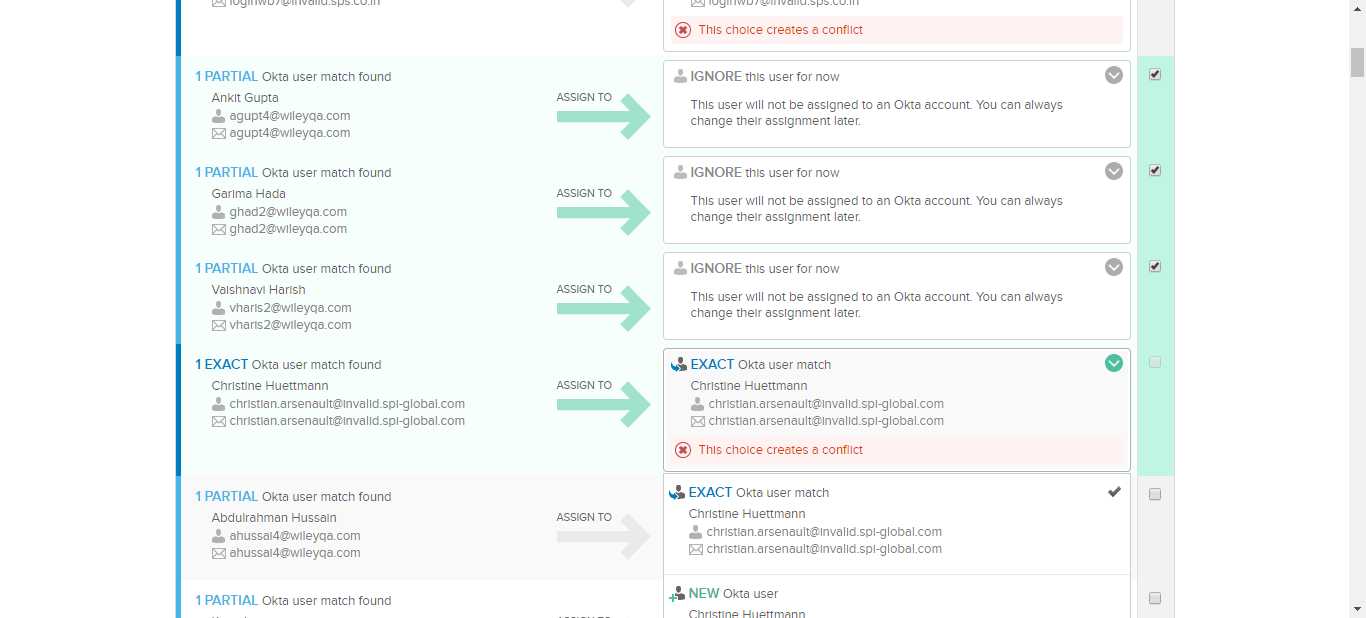 loginwb7@invalid.sps.co.in
loginwb7@invalid.sps.co.in
This choice creates a conflict
1 PARTIAL Okta user match found
Ankit Gupta
agupt4@wileyqa.com
agupt4@wileyqa.com
ASSIGN TO
IGNORE this user for now
This user will not be assigned to an Okta account. You can always
change their assignment later.
1 PARTIAL Okta user match found
Garima Hada
ghad2@wileyqa.com
ghad2@wileyqa.com
ASSIGN TO
IGNORE this user for now
This user will not be assigned to an Okta account. You can always
change their assignment later.
1 PARTIAL Okta user match found
Vaishnavi Harish
vharis2@wileyqa.com
vharis2@wileyqa.com
ASSIGN TO
IGNORE this user for now
This user will not be assigned to an Okta account. You can always
change their assignment later.
1 EXACT Okta user match found
Christine Huettmann
christian.arsenault@invalid.spi-global.com
christian.arsenault@invalid.spi-global.com
ASSIGN TO
EXACT Okta user match
Christine Huettmann
christian.arsenault@invalid.spi-global.com
christian.arsenault@invalid.spi-global.com
This choice creates a conflict
1 PARTIAL Okta user match found
Abdulrahman Hussain
ahussai4@wileyqa.com
ahussai4@wileyqa.com
ASSIGN TO
EXACT Okta user match
Christine Huettmann
christian.arsenault@invalid.spi-global.com
christian.arsenault@invalid.spi-global.com
1 PARTIAL Okta user match found
NEW Okta user
Christine Huettmann